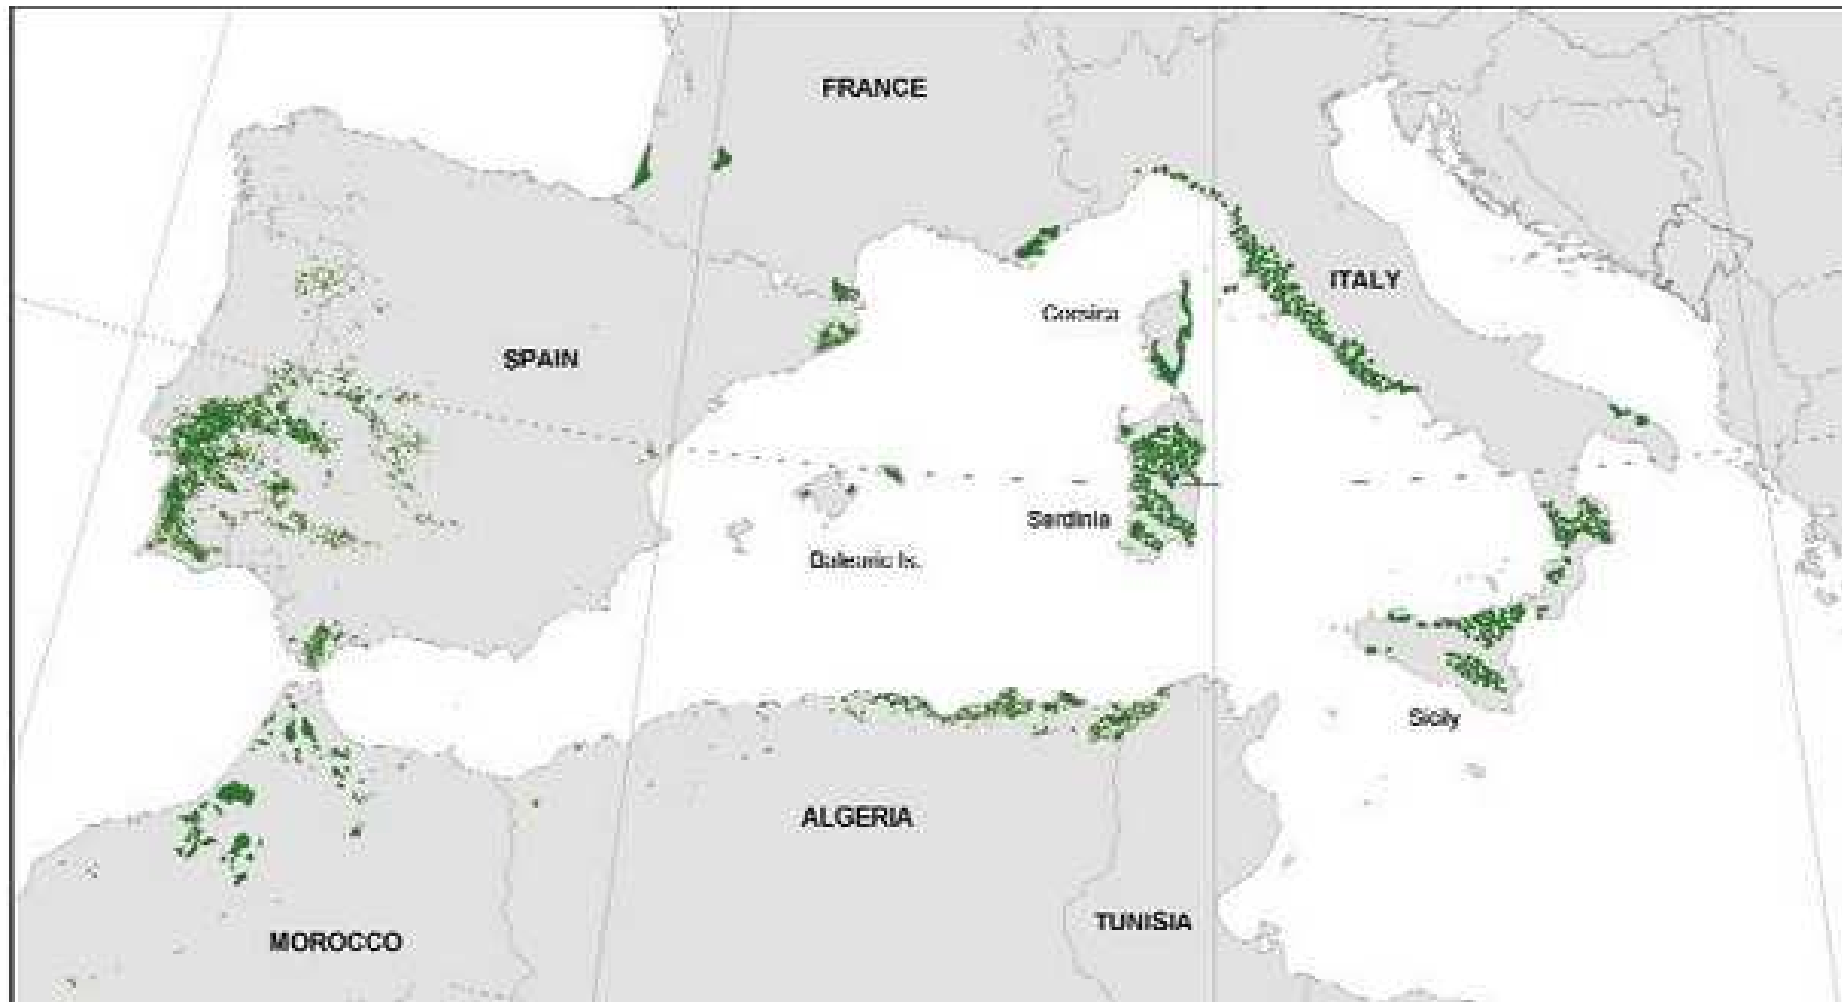 FRANCE
ITALY
Corsica
SPAIN
Sardinia
Balearic Is.
Sicily
ALGERIA
TUNISIA
MOROCCO